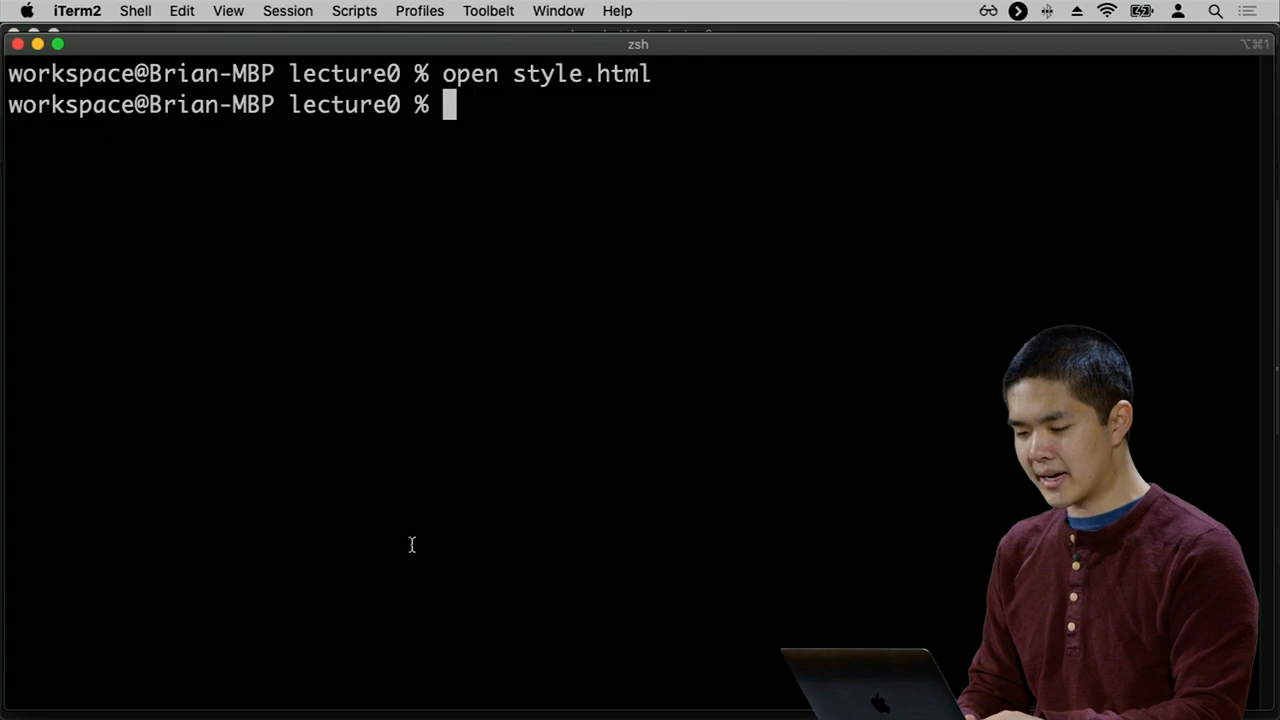 iTerm2 Shell Edit View Session Scripts Profiles Toolbelt Window Help
zsh
⌥⌘1
workspace@Brian-MBP lecture0 % open style.html
workspace@Brian-MBP lecture0 %